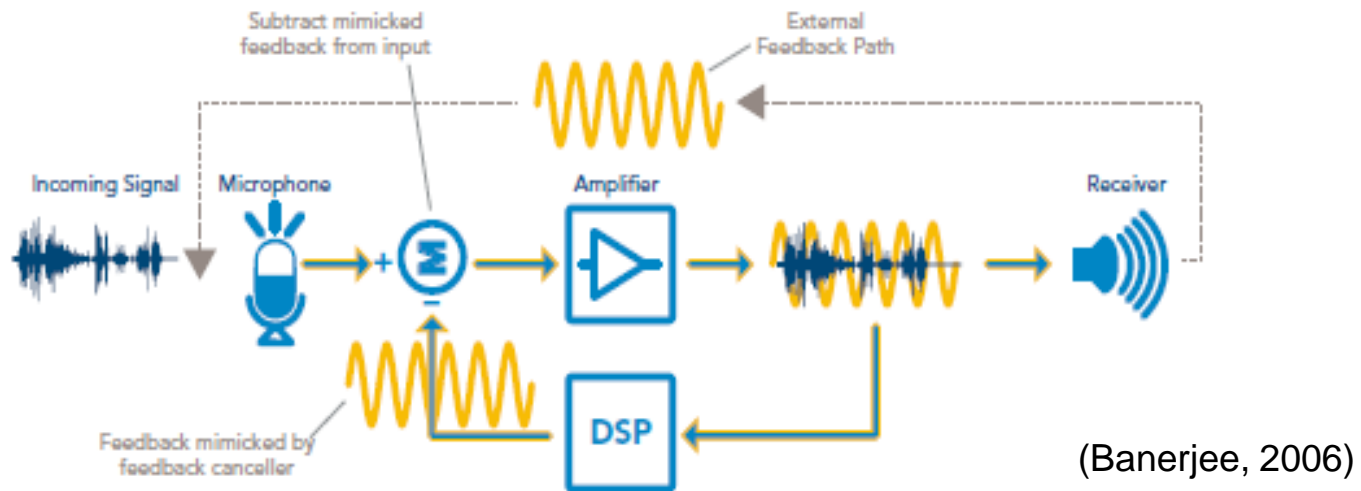 Subtract mimicked
feedback from input
External
Feedback Path
Incoming Signal
Microphone
Amplifier
Receiver
+
M
–
DSP
Feedback mimicked by
feedback canceller
(Banerjee, 2006)